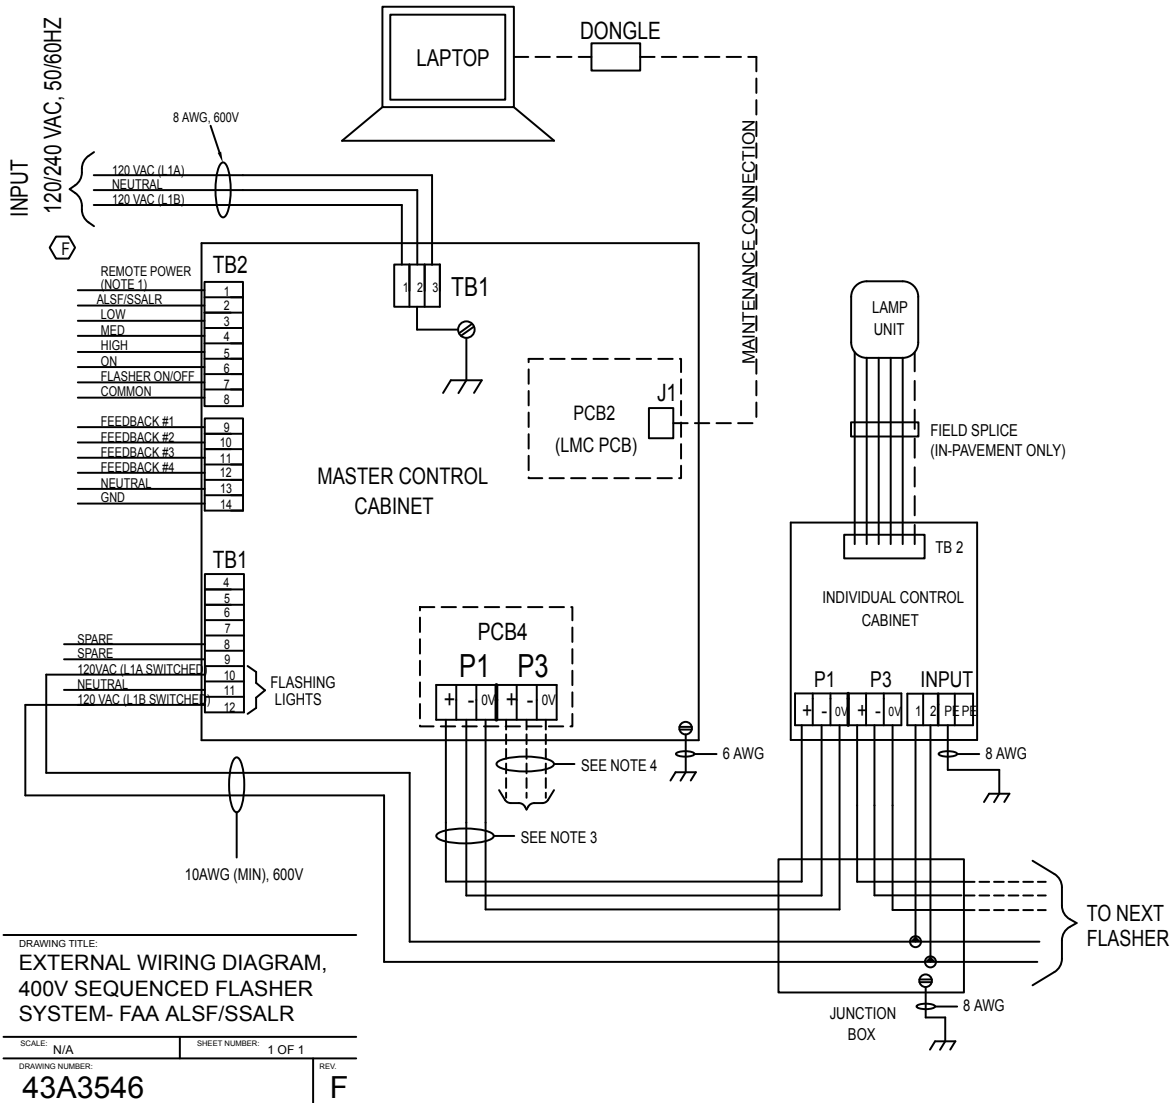 DONGLE
LAPTOP
INPUT
120/240 VAC, 50/60HZ
8 AWG, 600V
MAINTENANCE CONNECTION
120 VAC (L1A)
NEUTRAL
120 VAC (L1B)
F
TB2
REMOTE POWER
(NOTE 1)
1
ALSF/SSALR
2
LOW
3
MED
4
HIGH
5
ON
6
FLASHER ON/OFF
7
COMMON
8
1 2 3
TB1
FEEDBACK #1
9
FEEDBACK #2
10
FEEDBACK #3
11
FEEDBACK #4
12
NEUTRAL
13
GND
14
MASTER CONTROL
CABINET
PCB2
(LMC PCB)
J1
LAMP
UNIT
FIELD SPLICE
(IN-PAVEMENT ONLY)
TB 2
INDIVIDUAL CONTROL
CABINET
P1 P3 INPUT
+ - 0V + - 0V 1 2 PE PE
8 AWG
TB1
4
5
6
7
SPARE
8
SPARE
9
120VAC (L1A SWITCHED)
10
NEUTRAL
11
120 VAC (L1B SWITCHED)
12
FLASHING
LIGHTS
PCB4
P1 P3
+ - 0V + - 0V
6 AWG
SEE NOTE 4
SEE NOTE 3
10AWG (MIN), 600V
TO NEXT
FLASHER
JUNCTION
BOX
8 AWG
DRAWING TITLE:
EXTERNAL WIRING DIAGRAM,
400V SEQUENCED FLASHER
SYSTEM- FAA ALSF/SSALR
SCALE: N/A
SHEET NUMBER: 1 OF 1
DRAWING NUMBER:
43A3546
REV.
F